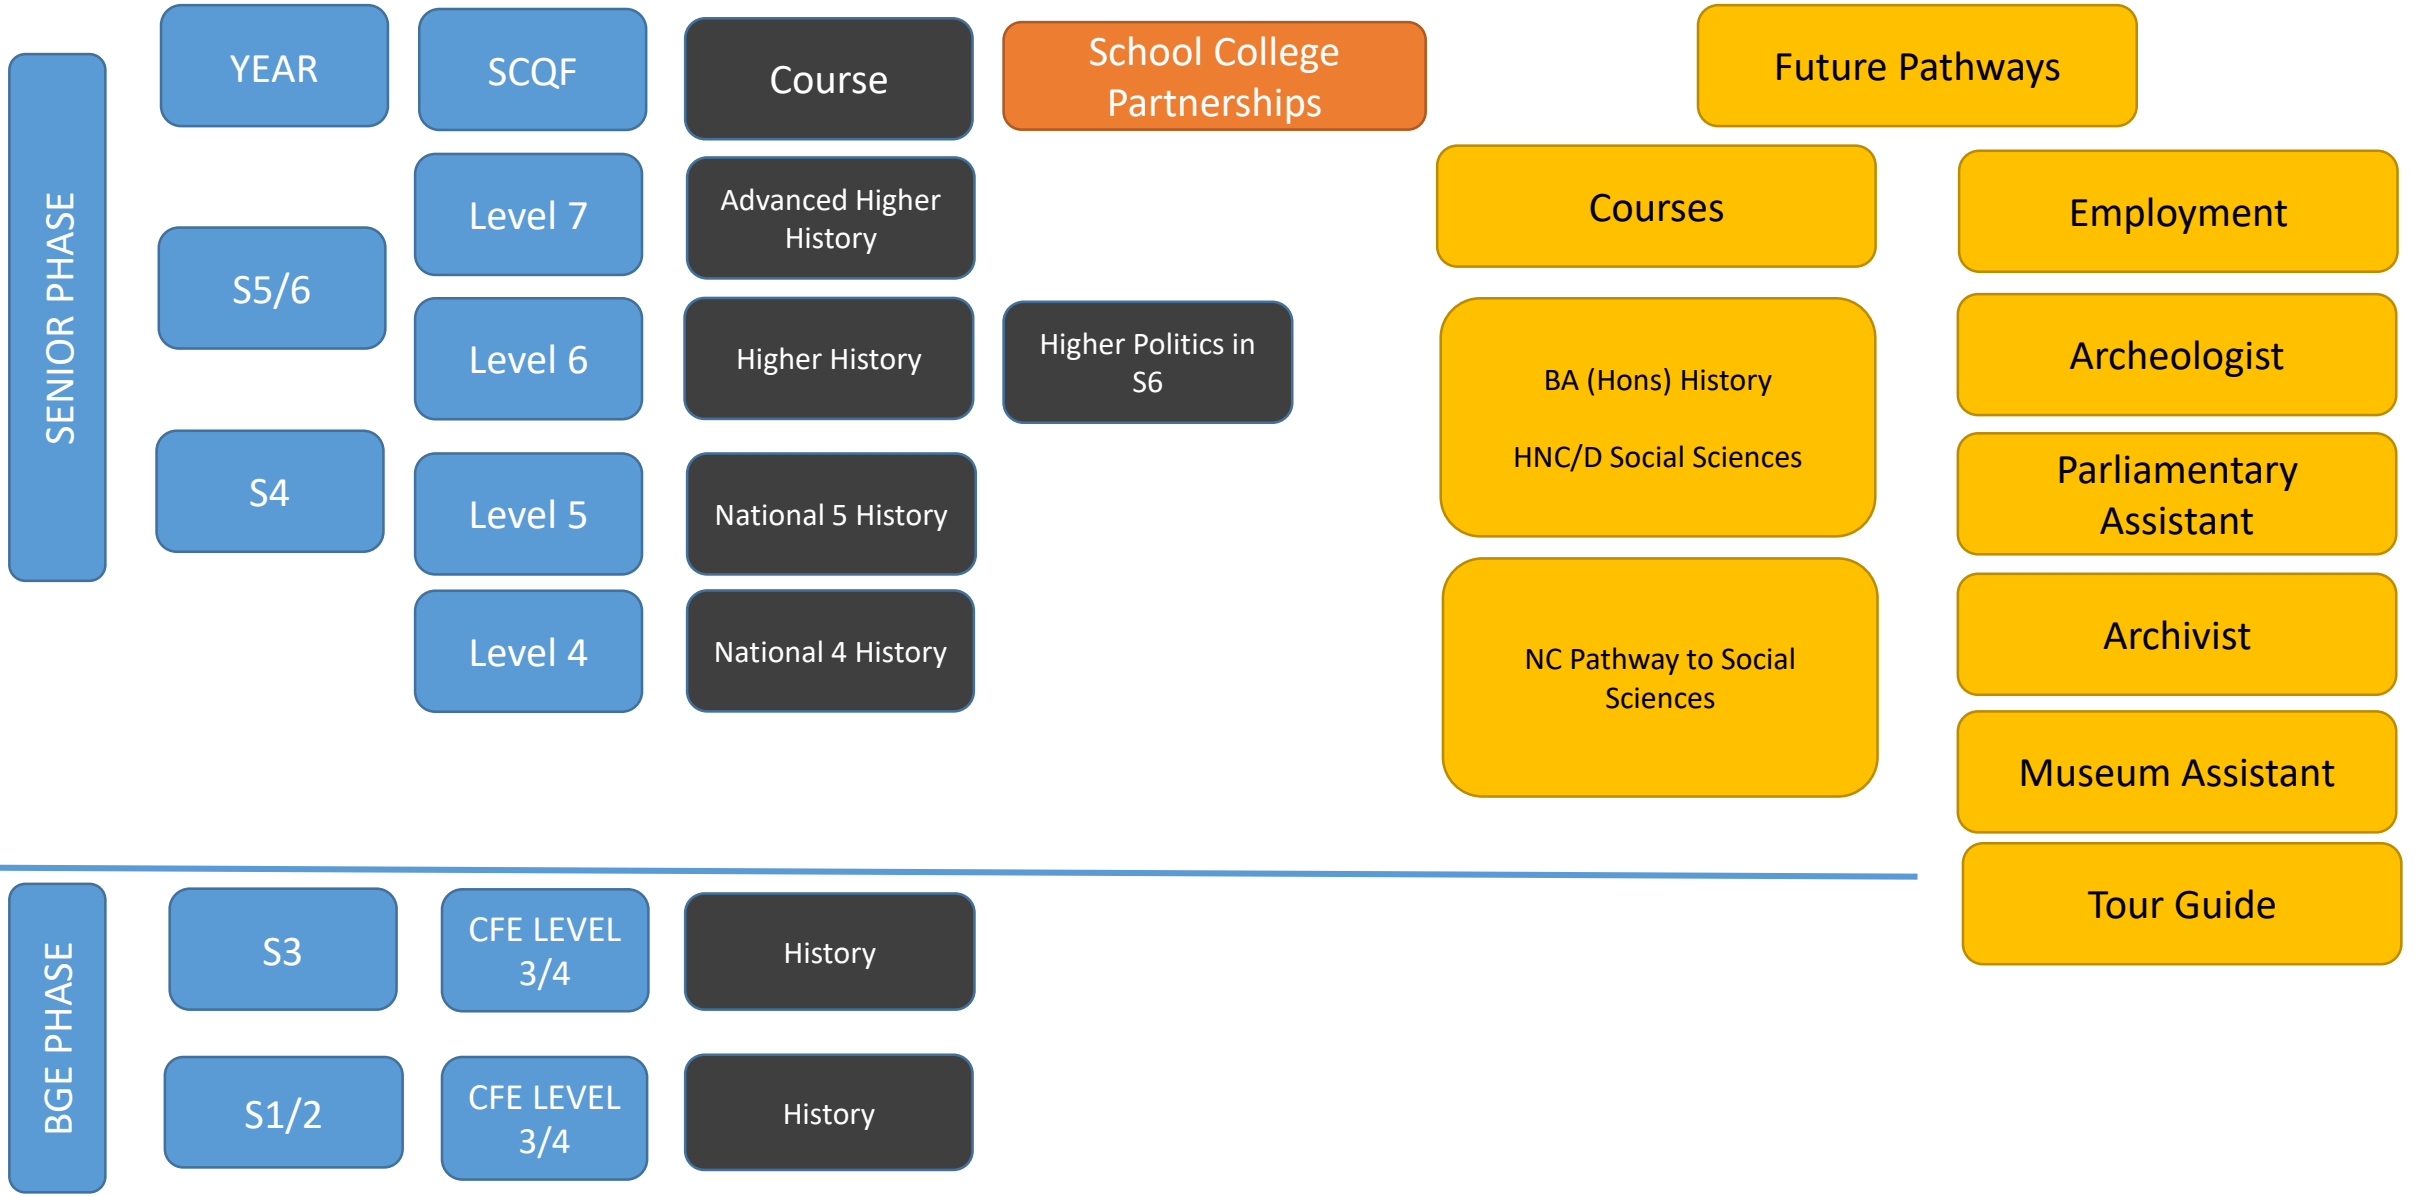 YEAR
SCQF
Course
School College
Partnerships
Future Pathways
SENIOR PHASE
S5/6
S4
Level 7
Advanced Higher
History
Level 6
Higher History
Higher Politics in
S6
Level 5
National 5 History
Level 4
National 4 History
Courses
BA (Hons) History
HNC/D Social Sciences
NC Pathway to Social
Sciences
Employment
Archeologist
Parliamentary
Assistant
Archivist
Museum Assistant
Tour Guide
BGE PHASE
S3
CFE LEVEL
3/4
History
S1/2
CFE LEVEL
3/4
History